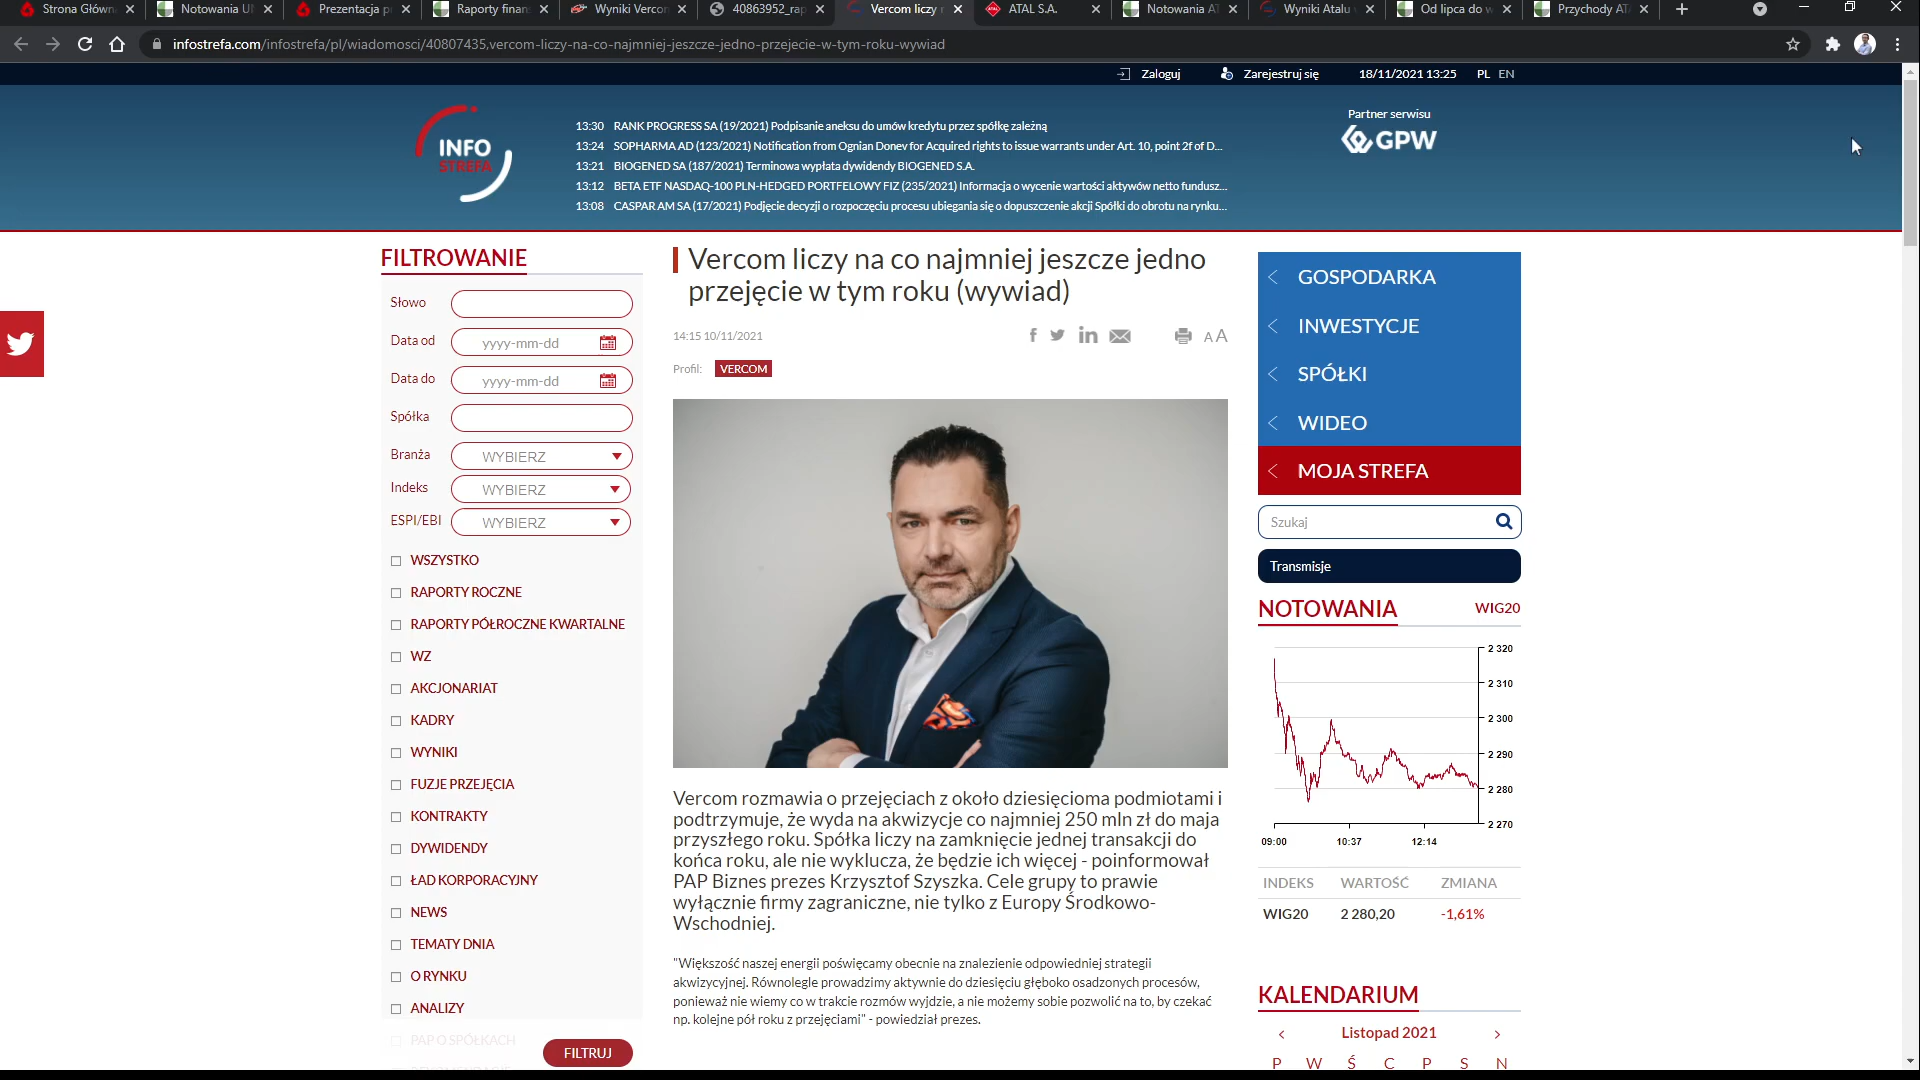 Strona Główn
Notowania UN
Prezentacja p
Raporty finan
Wyniki Vercon
40863952_rap
Vercom liczy n
ATAL S.A.
Notowania AT
Wyniki Atalu w
Od lipca do w
Przychody ATA
infostrefa.com/infostrefa/pl/wiadomosci/40807435,vercom-liczy-na-co-najmniej-jeszcze-jedno-przejecie-w-tym-roku-wywiad
Zaloguj
Zarejestruj się
18/11/2021 13:25
PL EN
INFO
STREFA
13:30 RANK PROGRESS SA (19/2021) Podpisanie aneksu do umów kredytu przez spółkę zależną
13:24 SOPHARMA AD (123/2021) Notification from Ognian Donev for Acquired rights to issue warrants under Art. 10, point 2f of D...
13:21 BIOGENED SA (187/2021) Terminowa wypłata dywidendy BIOGENED S.A.
13:12 BETA ETF NASDAQ-100 PLN-HEDGED PORTFELOWY FIZ (235/2021) Informacja o wycenie wartości aktywów netto fundusz...
13:08 CASPAR AM SA (17/2021) Podjęcie decyzji o rozpoczęciu procesu ubiegania się o dopuszczenie akcji Spółki do obrotu na rynku...
Partner serwisu
GPW
FILTROWANIE
Słowo
Data od yyyy-mm-dd
Data do yyyy-mm-dd
Spółka
Branża WYBIERZ
Indeks WYBIERZ
ESPI/EBI WYBIERZ
WSZYSTKO
RAPORTY ROCZNE
RAPORTY PÓŁROCZNE KWARTALNE
WZ
AKCJONARIAT
KADRY
WYNIKI
FUZJE PRZEJĘCIA
KONTRAKTY
DYWIDENDY
ŁAD KORPORACYJNY
NEWS
TEMATY DNIA
O RYNKU
ANALIZY
PAP O SPÓŁKACH
FILTRUJ
Vercom liczy na co najmniej jeszcze jedno
przejęcie w tym roku (wywiad)
14:15 10/11/2021
A A
Profil: VERCOM
Vercom rozmawia o przejęciach z około dziesięcioma podmiotami i
podtrzymuje, że wyda na akwizycje co najmniej 250 mln zł do maja
przyszłego roku. Spółka liczy na zamknięcie jednej transakcji do
końca roku, ale nie wyklucza, że będzie ich więcej - poinformował
PAP Biznes prezes Krzysztof Szyszka. Cele grupy to prawie
wyłącznie firmy zagraniczne, nie tylko z Europy Środkowo-
Wschodniej.
"Większość naszej energii poświęcamy obecnie na znalezienie odpowiedniej strategii
akwizycyjnej. Równolegle prowadzimy aktywnie do dziesięciu głęboko osadzonych procesów,
ponieważ nie wiemy co w trakcie rozmów wyjdzie, a nie możemy sobie pozwolić na to, by czekać
np. kolejne pół roku z przejęciami" - powiedział prezes.
GOSPODARKA
INWESTYCJE
SPÓŁKI
WIDEO
MOJA STREFA
Szukaj
Transmisje
NOTOWANIA WIG20
2 320
2 310
2 300
2 290
2 280
2 270
09:00 10:37 12:14
INDEKS WARTOŚĆ ZMIANA
WIG20 2 280,20 -1,61%
KALENDARIUM
< Listopad 2021 >
P W Ś C P S N